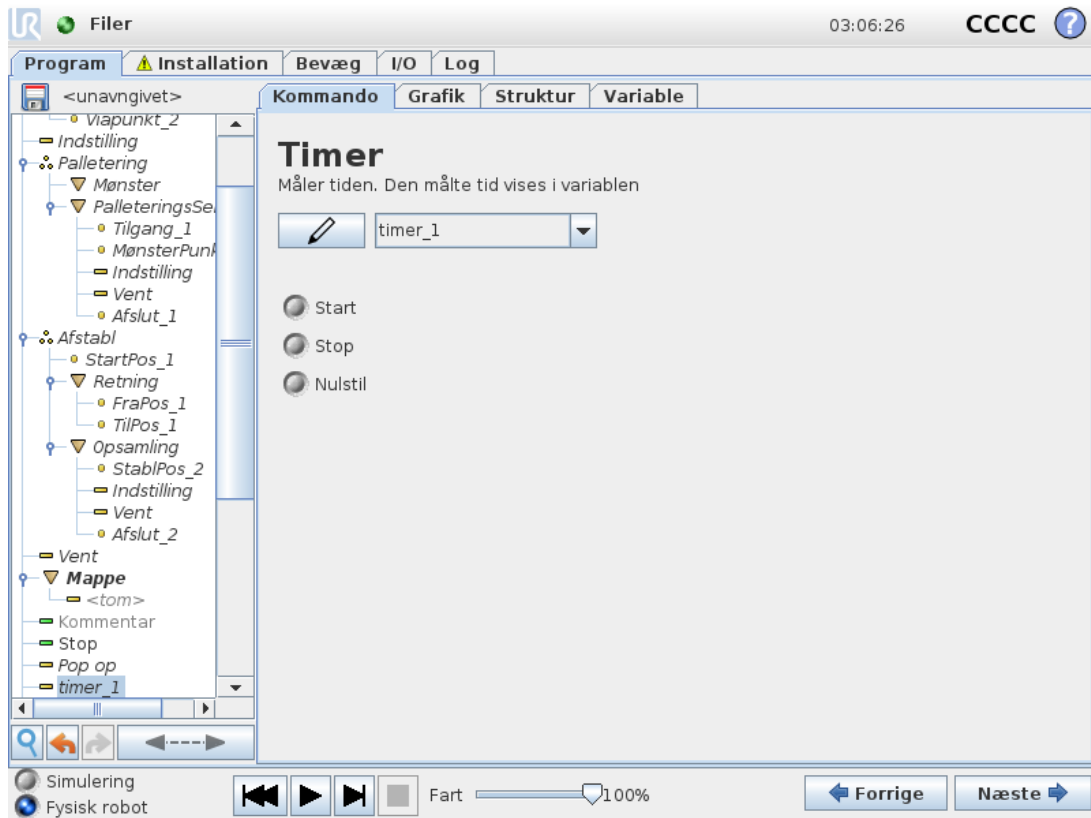 UR Filer 03:06:26 CCCC ?
Program Installation Bevæg I/O Log
<unavngivet>
Kommando Grafik Struktur Variable
Viapunkt_2
Indstilling
Palletering
Mønster
PalleteringsSe
Tilgang_1
MønsterPunk
Indstilling
Vent
Afslut_1
Afstabl
StartPos_1
Retning
FraPos_1
TilPos_1
Opsamling
StablPos_2
Indstilling
Vent
Afslut_2
Vent
Mappe
<tom>
Kommentar
Stop
Pop op
timer_1
Timer
Måler tiden. Den målte tid vises i variablen
timer_1
Start
Stop
Nulstil
Simulering
Fysisk robot
Fart 100%
Forrige
Næste